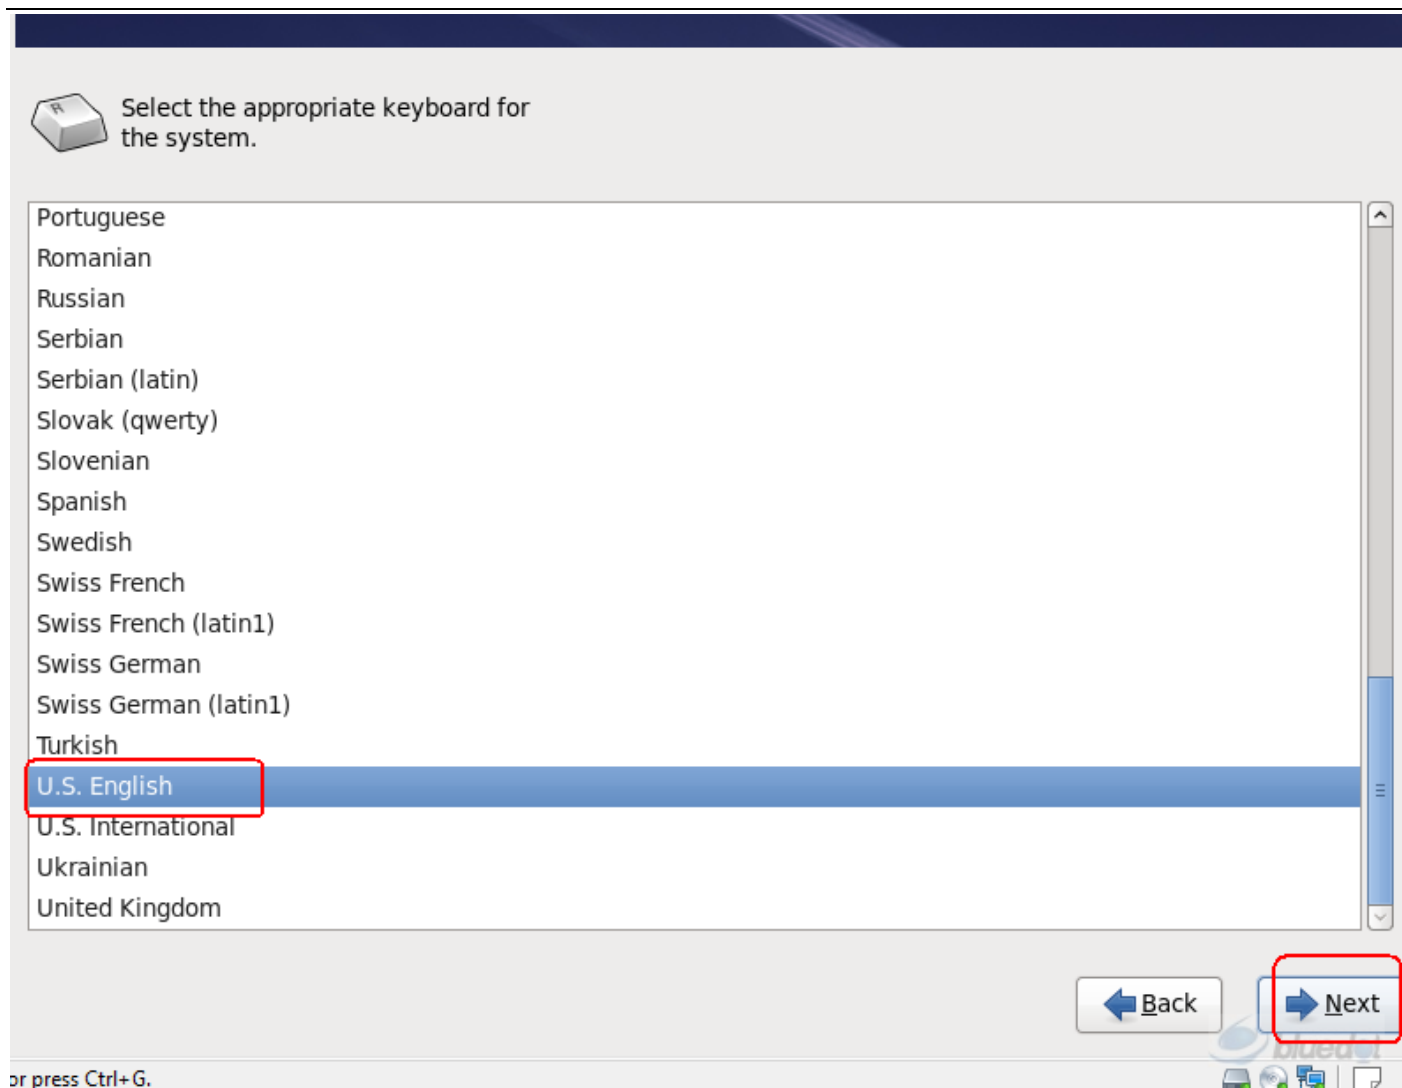 R
Select the appropriate keyboard for
the system.
Portuguese
Romanian
Russian
Serbian
Serbian (latin)
Slovak (qwerty)
Slovenian
Spanish
Swedish
Swiss French
Swiss French (latin1)
Swiss German
Swiss German (latin1)
Turkish
U.S. English
U.S. International
Ukrainian
United Kingdom
Back
Next
bluedot
or press Ctrl+G.